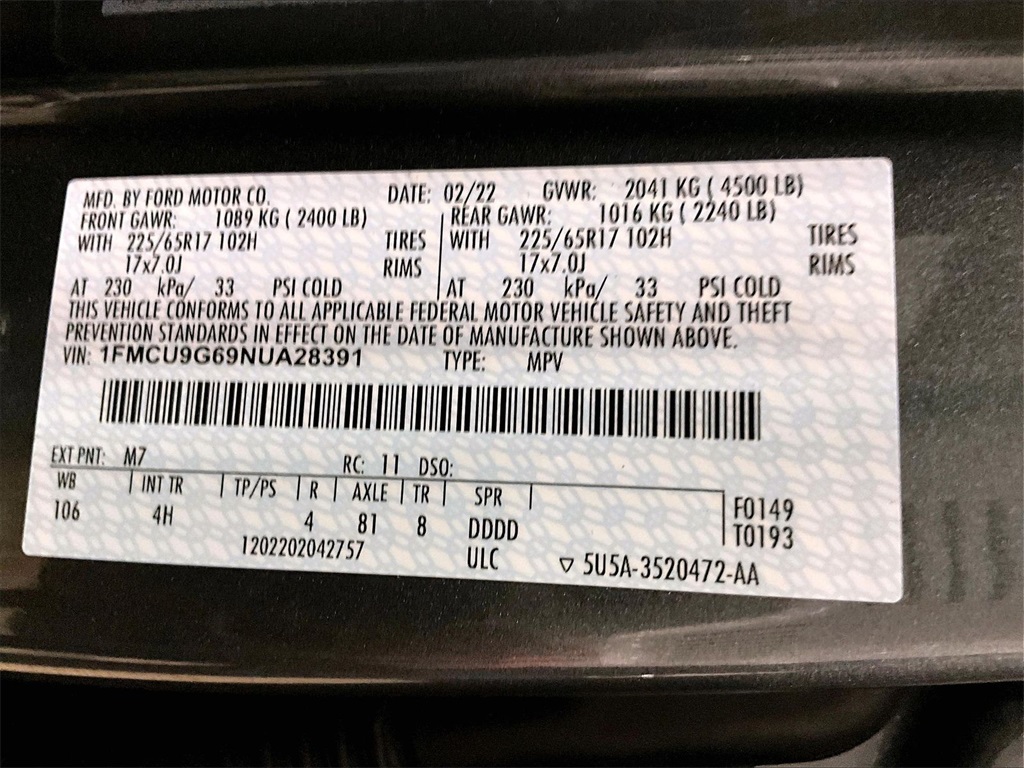 MFD. BY FORD MOTOR CO. DATE: 02/22 GVWR: 2041 KG ( 4500 LB)
FRONT GAWR: 1089 KG ( 2400 LB) REAR GAWR: 1016 KG ( 2240 LB)
WITH 225/65R17 102H TIRES WITH 225/65R17 102H TIRES
17x7.0J RIMS 17x7.0J RIMS
AT 230 kPa/ 33 PSI COLD AT 230 kPa/ 33 PSI COLD
THIS VEHICLE CONFORMS TO ALL APPLICABLE FEDERAL MOTOR VEHICLE SAFETY AND THEFT
PREVENTION STANDARDS IN EFFECT ON THE DATE OF MANUFACTURE SHOWN ABOVE.
VIN: 1FMCU9G69NUA28391 TYPE: MPV
EXT PNT: M7 RC: 11 DSO:
WB INT TR TP/PS R AXLE TR SPR
106 4H 4 81 8 DDDD
F0149
T0193
1202202042757 ULC ▽ 5U5A-3520472-AA